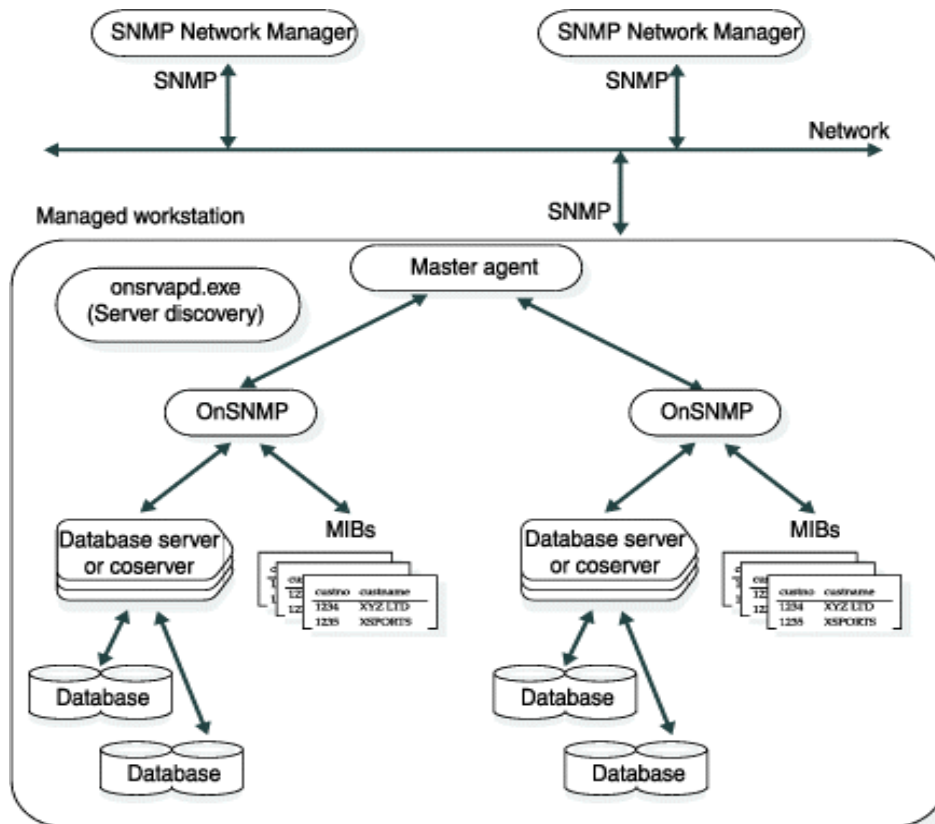 SNMP Network Manager
SNMP Network Manager
SNMP
SNMP
Network
SNMP
Managed workstation
Master agent
onsrvapd.exe
(Server discovery)
OnSNMP
OnSNMP
Database server
or coserver
MIBs
custno custname
1234 XYZ LTD
1235 XSPORTS
Database server
or coserver
MIBs
custno custname
1234 XYZ LTD
1235 XSPORTS
Database
Database
Database
Database